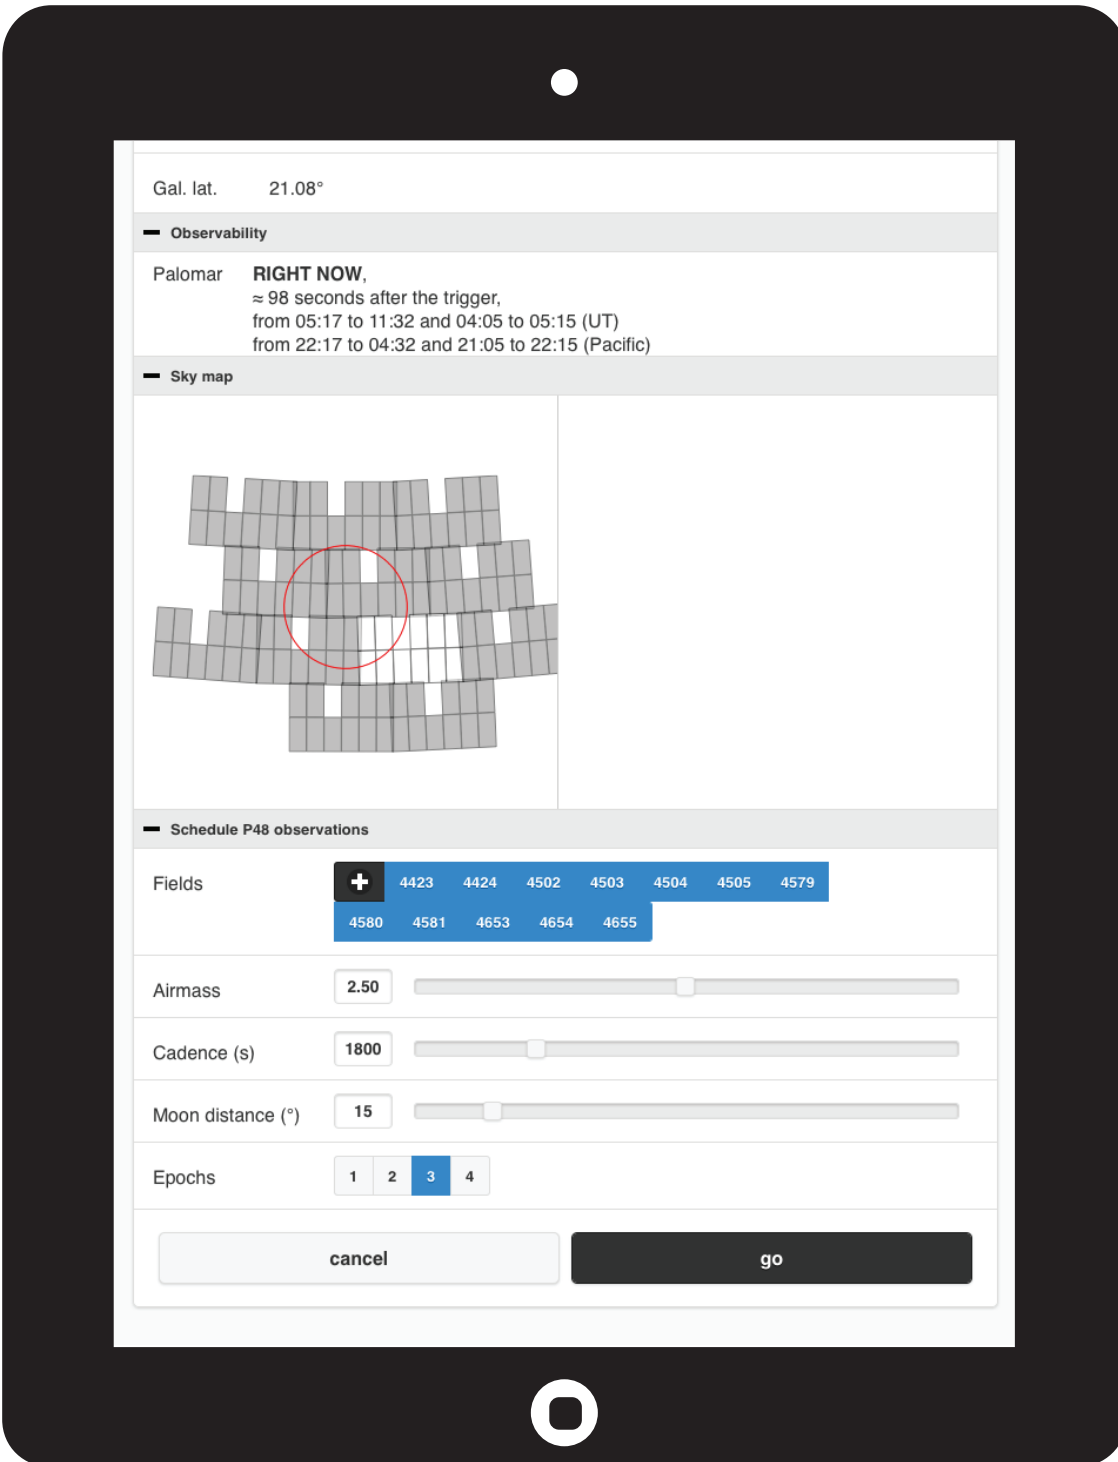 Gal. lat. 21.08°
Observability
Palomar RIGHT NOW,
≈ 98 seconds after the trigger,
from 05:17 to 11:32 and 04:05 to 05:15 (UT)
from 22:17 to 04:32 and 21:05 to 22:15 (Pacific)
Sky map
Schedule P48 observations
Fields 4423 4424 4502 4503 4504 4505 4579
4580 4581 4653 4654 4655
Airmass 2.50
Cadence (s) 1800
Moon distance (°) 15
Epochs 1 2 3 4
cancel go